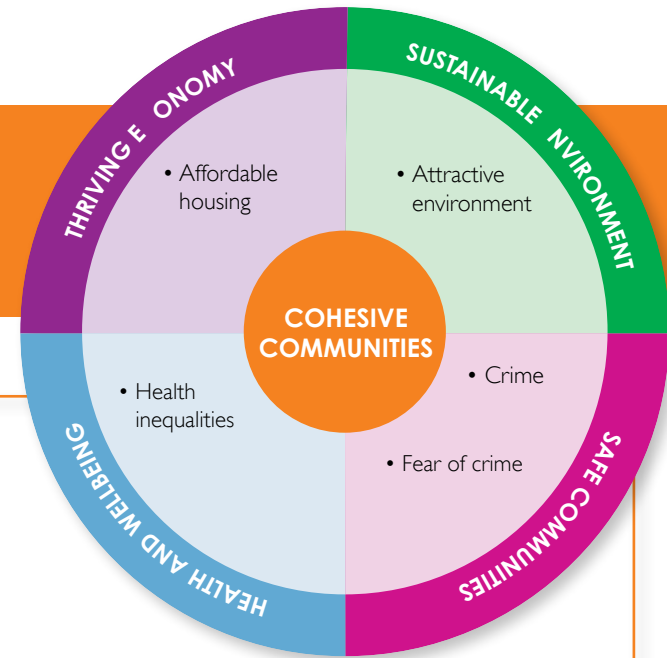 THRIVING E ONOMY
SUSTAINABLE NVIRONMENT
• Affordable
housing
• Attractive
environment
COHESIVE
COMMUNITIES
• Health
inequalities
• Crime
• Fear of crime
HEALTH AND WELLBEING
SAFE COMMUNITIES